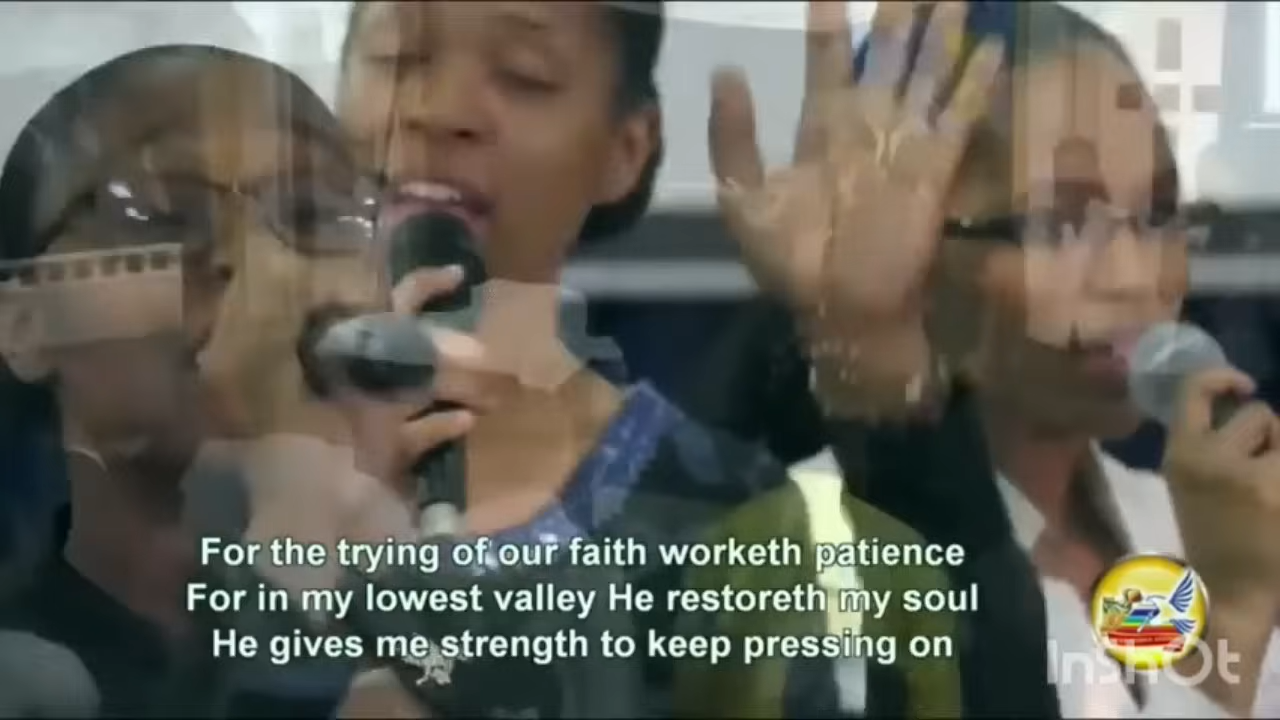 For the trying of our faith worketh patience
For in my lowest valley He restoreth my soul
He gives me strength to keep pressing on
InShOt